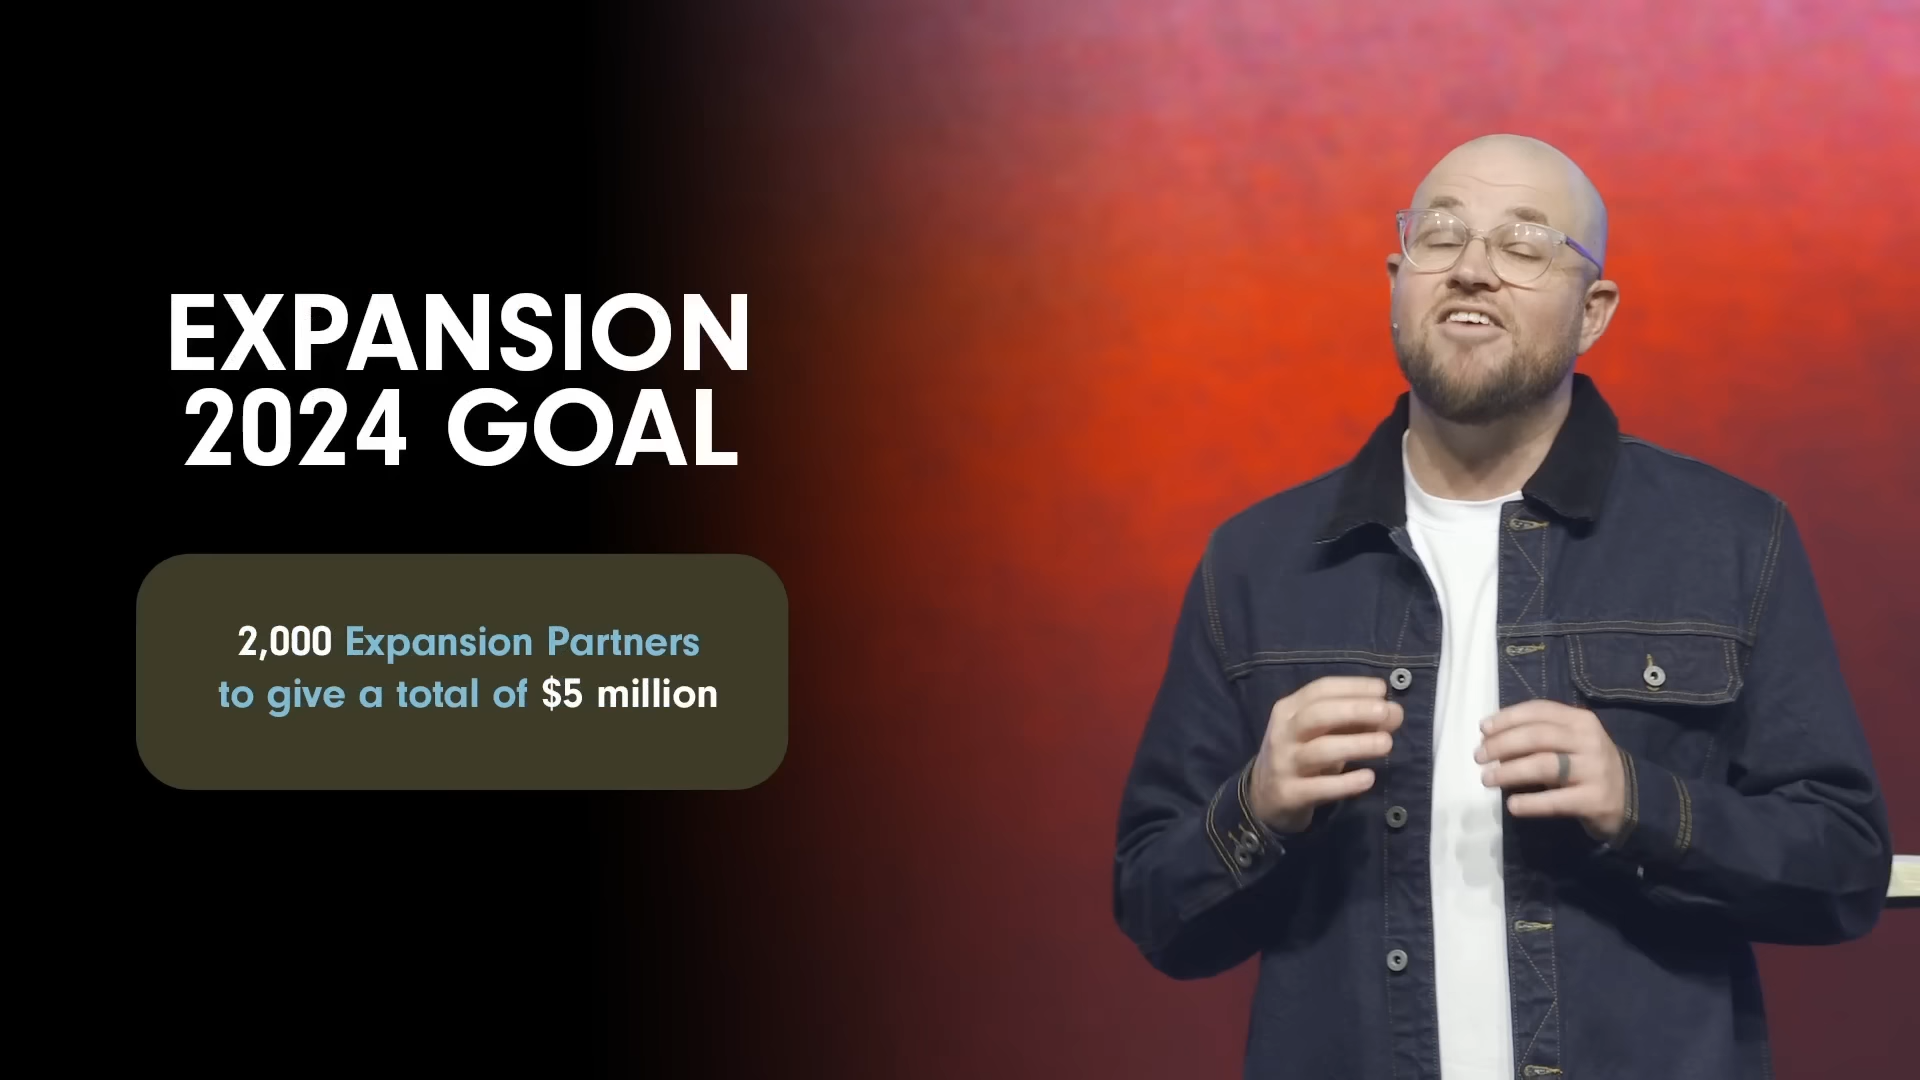 EXPANSION
2024 GOAL
2,000 Expansion Partners
to give a total of $5 million